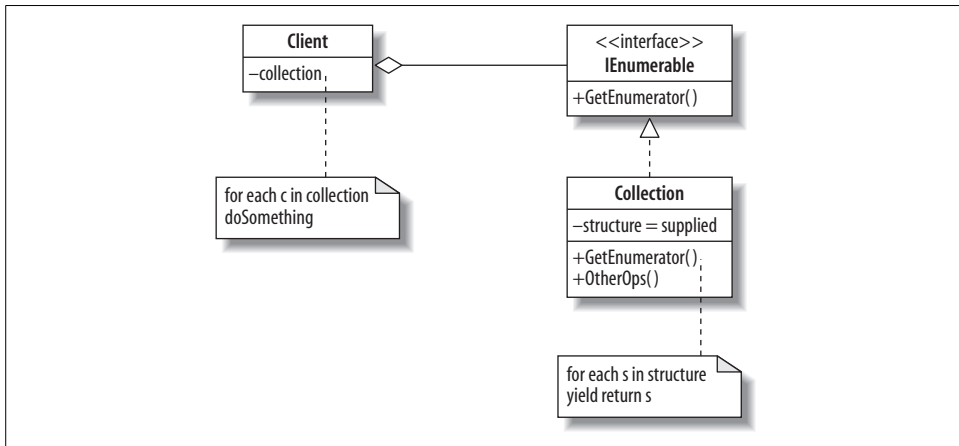 Client
–collection
<<interface>>
IEnumerable
+GetEnumerator()
for each c in collection
doSomething
Collection
–structure = supplied
+GetEnumerator()
+OtherOps()
for each s in structure
yield return s